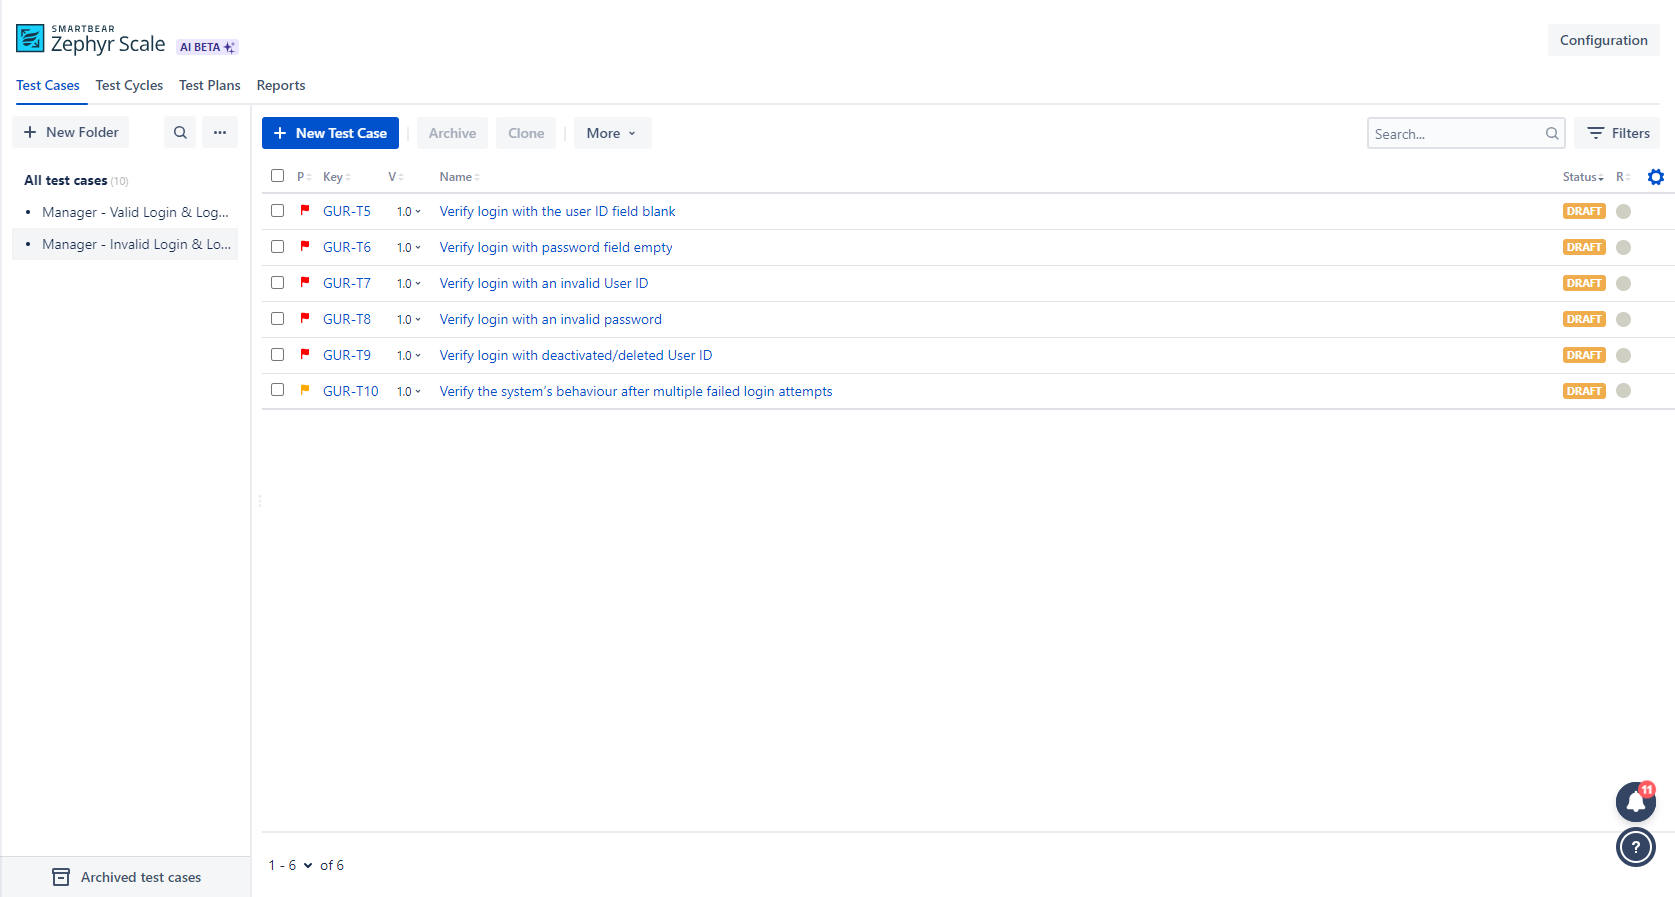 SMARTBEAR
Zephyr Scale AI BETA
Configuration
Test Cases Test Cycles Test Plans Reports
+ New Folder ...
+ New Test Case | Archive Clone | More
Search... Filters
All test cases (10)
• Manager - Valid Login & Log...
• Manager - Invalid Login & Lo...
P Key V Name Status R
GUR-T5 1.0 Verify login with the user ID field blank DRAFT
GUR-T6 1.0 Verify login with password field empty DRAFT
GUR-T7 1.0 Verify login with an invalid User ID DRAFT
GUR-T8 1.0 Verify login with an invalid password DRAFT
GUR-T9 1.0 Verify login with deactivated/deleted User ID DRAFT
GUR-T10 1.0 Verify the system's behaviour after multiple failed login attempts DRAFT
11
?
1 - 6 of 6
Archived test cases